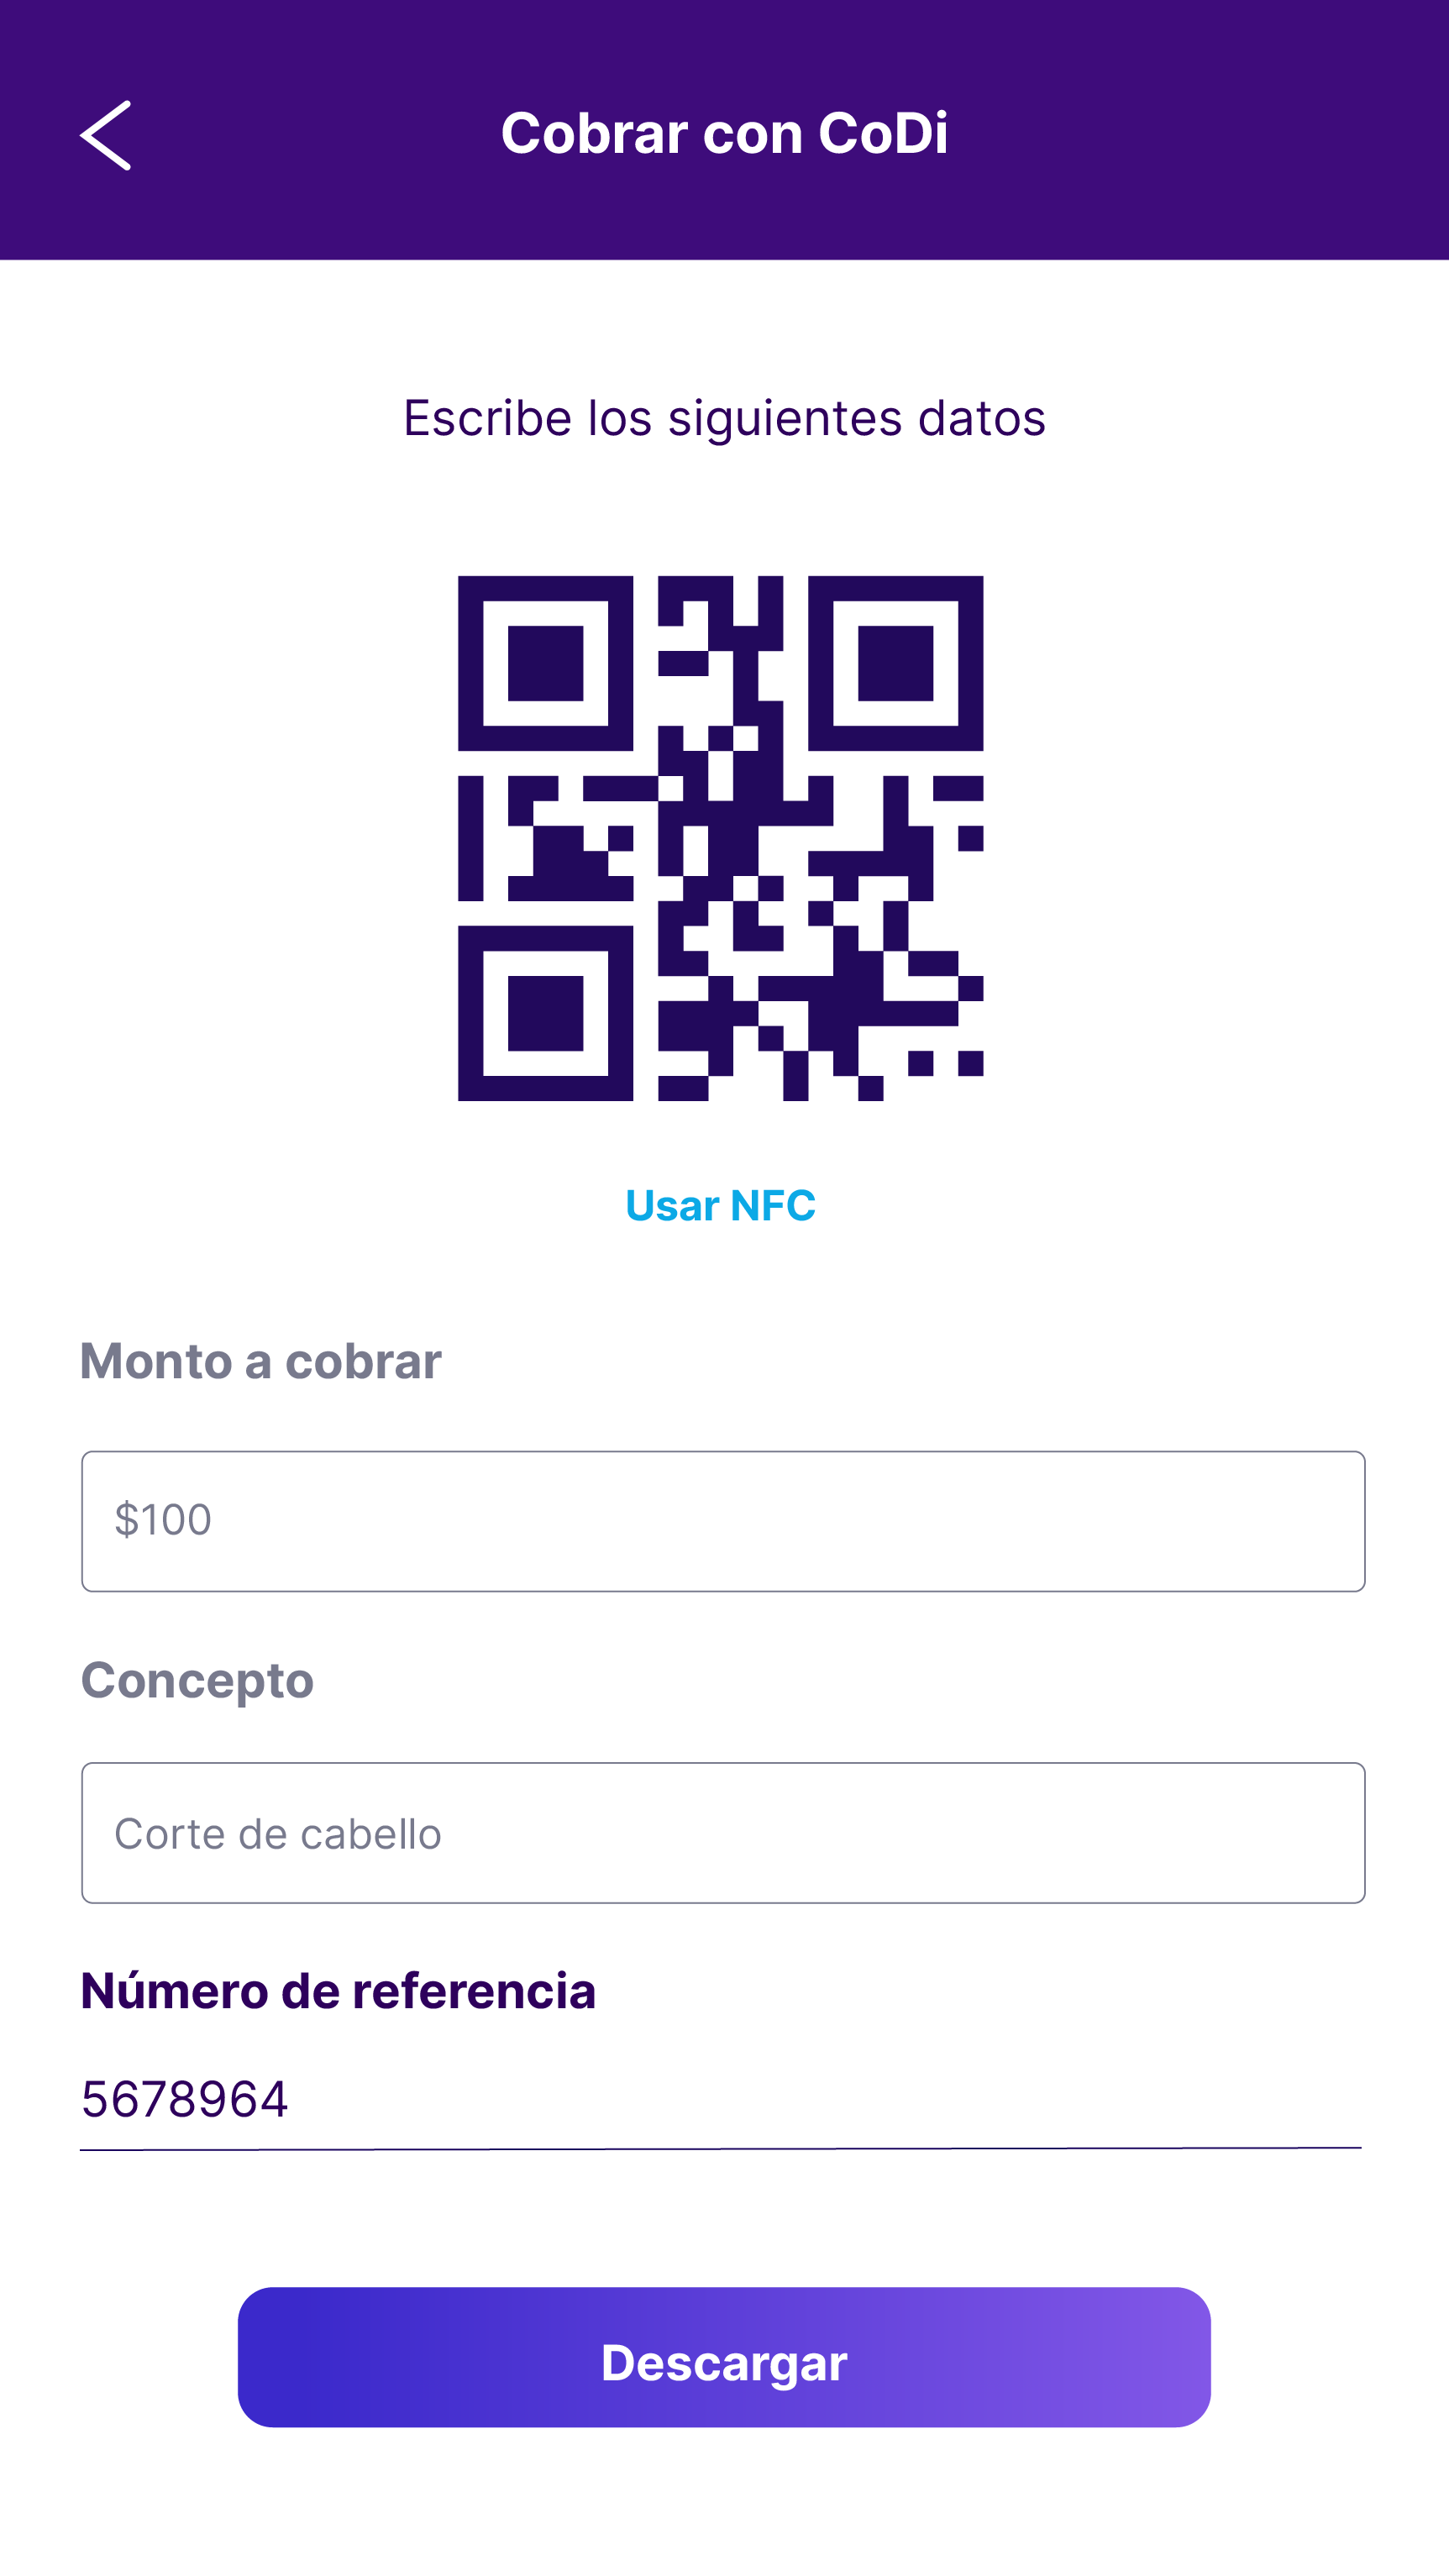 Cobrar con CoDi
Escribe los siguientes datos
Usar NFC
Monto a cobrar
$100
Concepto
Corte de cabello
Número de referencia
5678964
Descargar